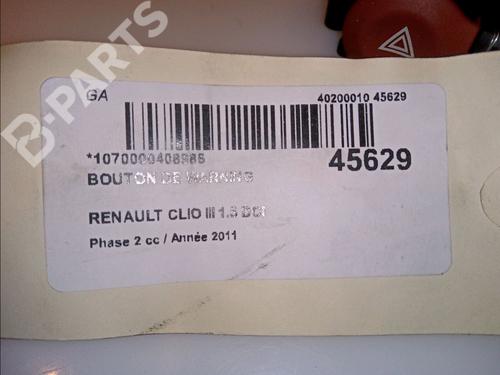 B-PARTS
GA
40200010 45629
45629
BOUTON DE WARNING
RENAULT CLIO III 1.5 DCI
Phase 2 cc / Année 2011